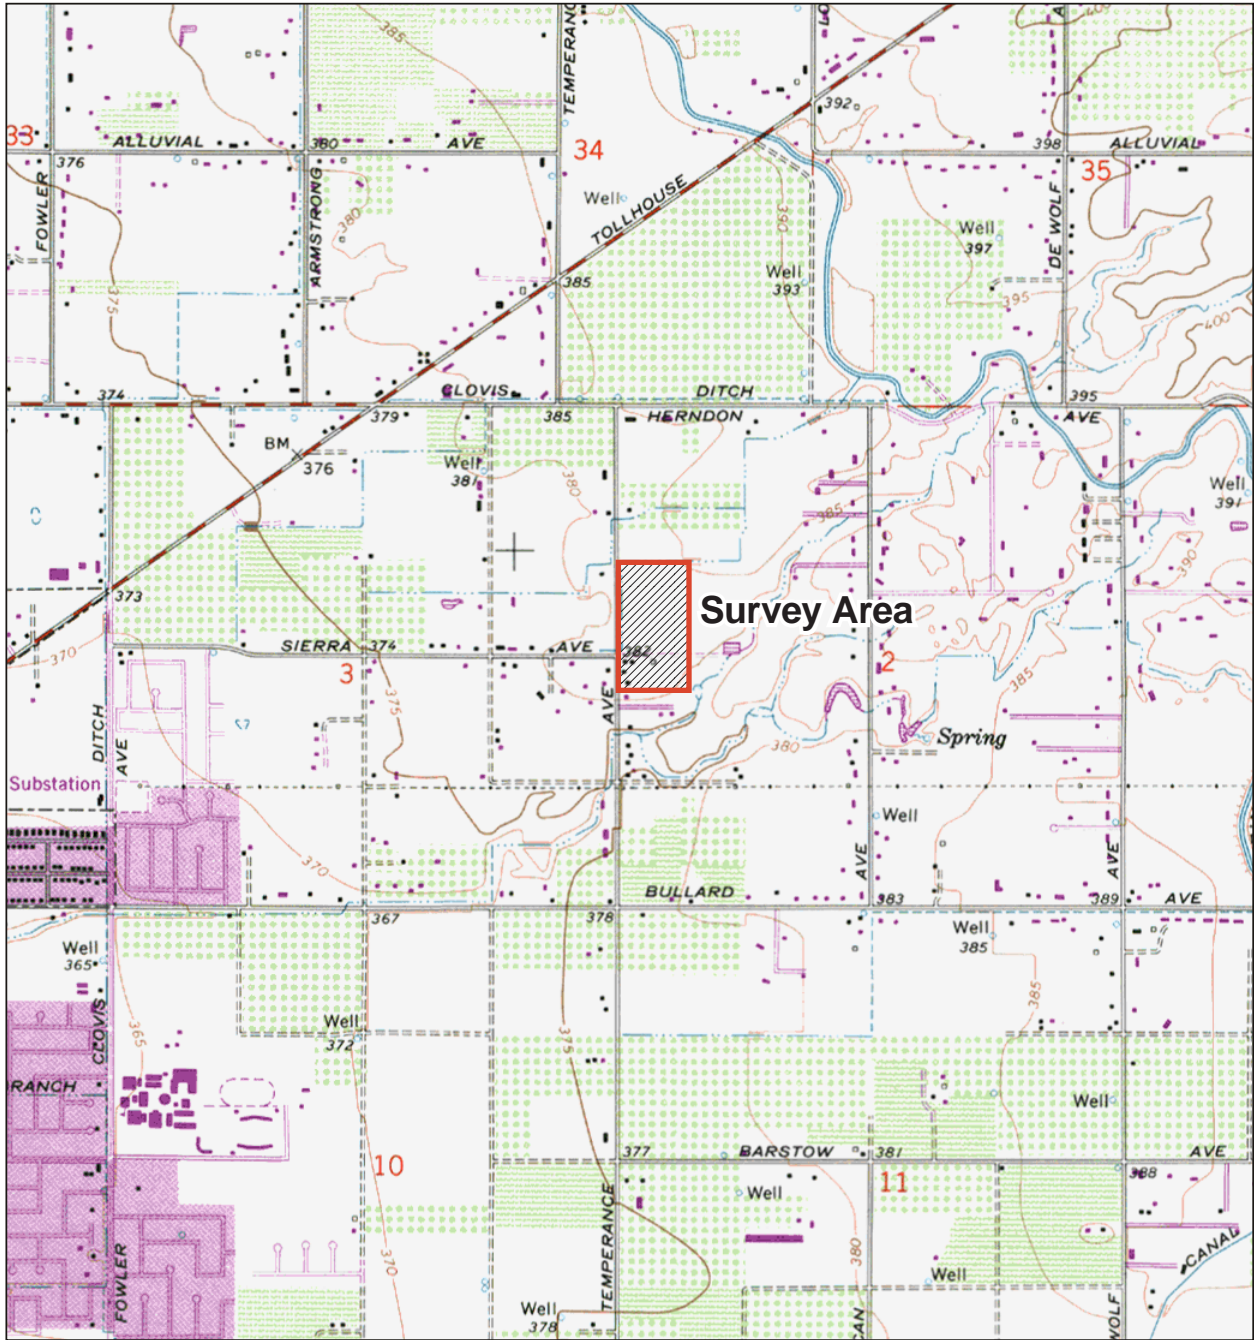 385
TEMPERANC
LO
A
400
33
ALLUVIAL
380
AVE
34
392
398
ALLUVIAL
35
376
FOWLER
ARMSTRONG
380
Well
TOLLHOUSE
390
DE WOLF
Well
397
375
385
Well
393
395
400
374
CLOVIS
DITCH
395
379
385
HERNDON
AVE
BM
376
Well
381
380
385
Well
391
373
390
Survey Area
370
SIERRA
374
AVE
382
3
2
375
AVE
385
DITCH
AVE
380
Spring
Substation
370
AVE
Well
AVE
BULLARD
367
378
383
389
AVE
Well
365
Well
385
CLOVIS
365
Well
372
375
385
RANCH
Well
377
BARSTOW
381
AVE
10
11
388
TEMPERANCE
Well
CANAL
370
380
FOWLER
Well
Well
378
CAN
WOLF